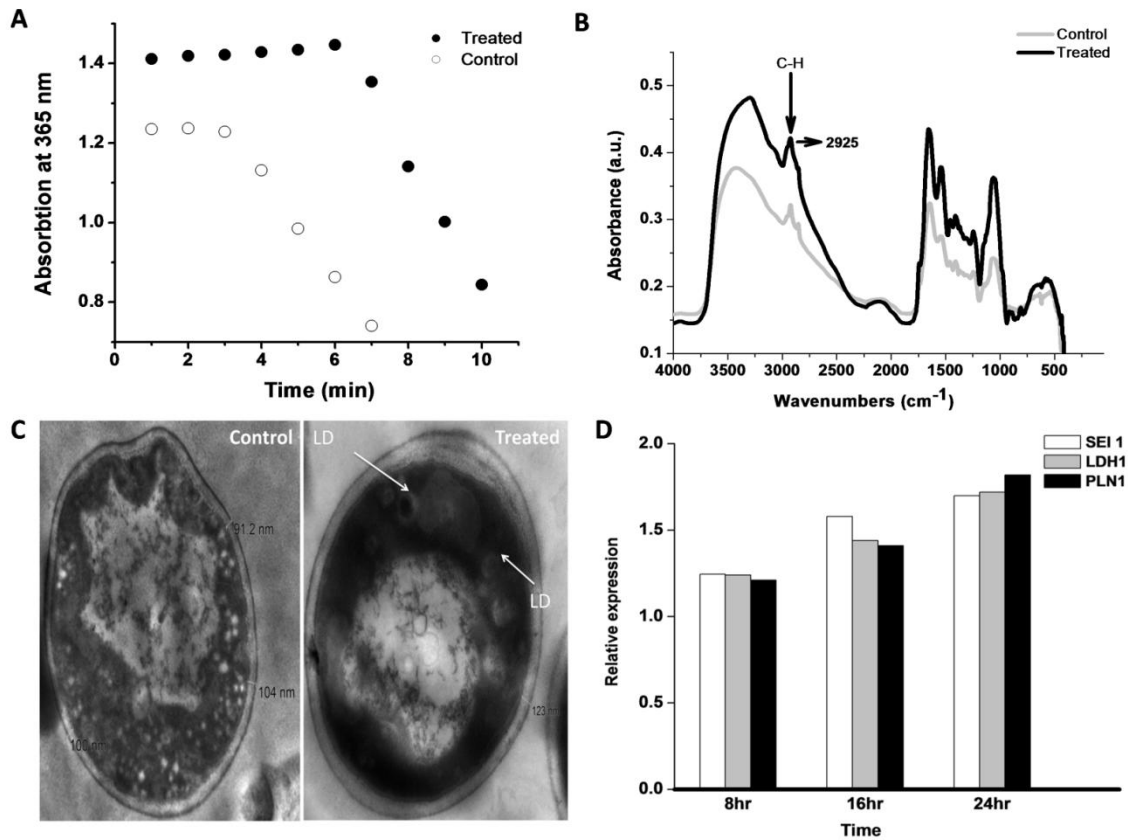 A
Absorbtion at 365 nm
1.4
1.2
1.0
0.8
0 2 4 6 8 10
Time (min)
Treated
Control
B
Absorbance (a.u.)
0.5
0.4
0.3
0.2
0.1
4000 3500 3000 2500 2000 1500 1000 500
Wavenumbers (cm⁻¹)
C-H
2925
Control
Treated
C
Control
91.2 nm
104 nm
100 nm
Treated
LD
LD
123 nm
D
Relative expression
2.0
1.5
1.0
0.5
0.0
8hr 16hr 24hr
Time
SEI 1
LDH1
PLN1